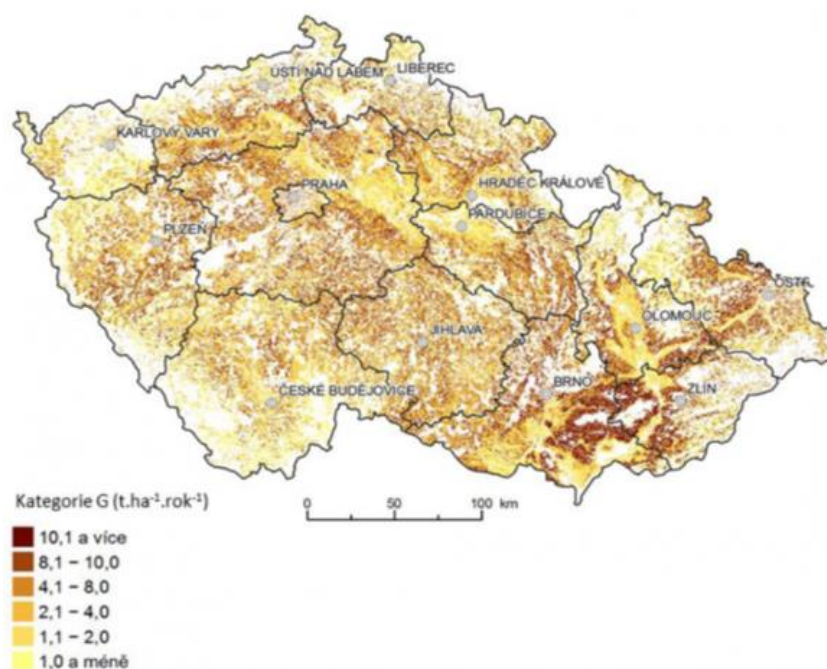 ÚSTÍ NAD LABEM
LIBEREC
KARLOVY VARY
PRAHA
HRADEC KRÁLOVÉ
PARDUBICE
PLZEŇ
OSTR
OLOMOUC
JIHLAVA
BRNO
ZLÍN
ČESKÉ BUDĚJOVICE
Kategorie G (t.ha⁻¹.rok⁻¹)
0 50 100 km
10,1 a více
8,1 – 10,0
4,1 – 8,0
2,1 – 4,0
1,1 – 2,0
1,0 a méně